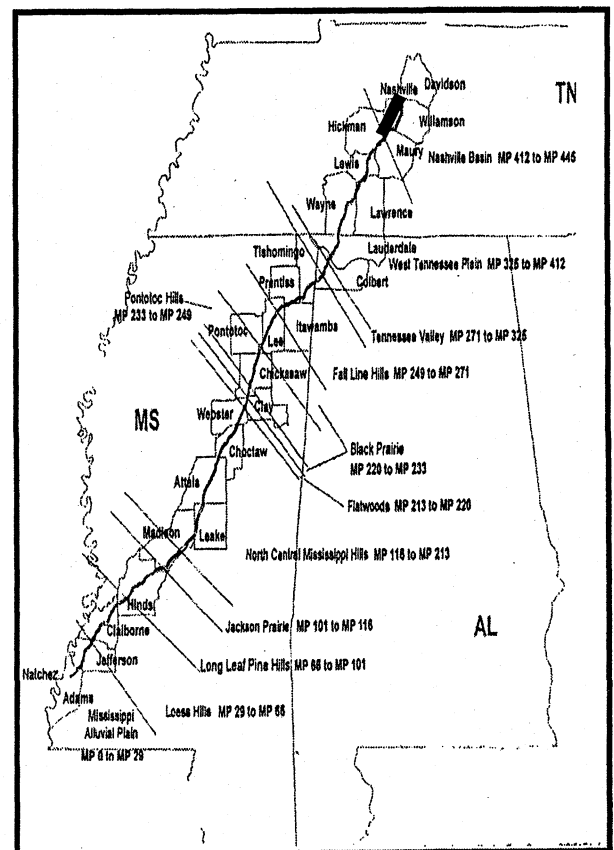 Nashville
Davidson
TN
Hickman
Willamson
Maury
Nashville Basin MP 412 to MP 445
Lewis
Wayne
Lawrence
Lauderdale
Tishomingo
West Tennessee Plain MP 325 to MP 412
Prentiss
Colbert
Pontotoc Hills
MP 233 to MP 249
Itawamba
Pontotoc
Lee
Tennessee Valley MP 271 to MP 325
Chickasaw
Fall Line Hills MP 249 to MP 271
Webster
Clay
MS
Choctaw
Black Prairie
MP 220 to MP 233
Attala
Flatwoods MP 213 to MP 220
Madison
Leake
North Central Mississippi Hills MP 116 to MP 213
Hinds
Jackson Prairie MP 101 to MP 116
AL
Claiborne
Long Leaf Pine Hills MP 66 to MP 101
Jefferson
Natchez
Adams
Loess Hills MP 29 to MP 66
Mississippi
Alluvial Plain
MP 0 to MP 29